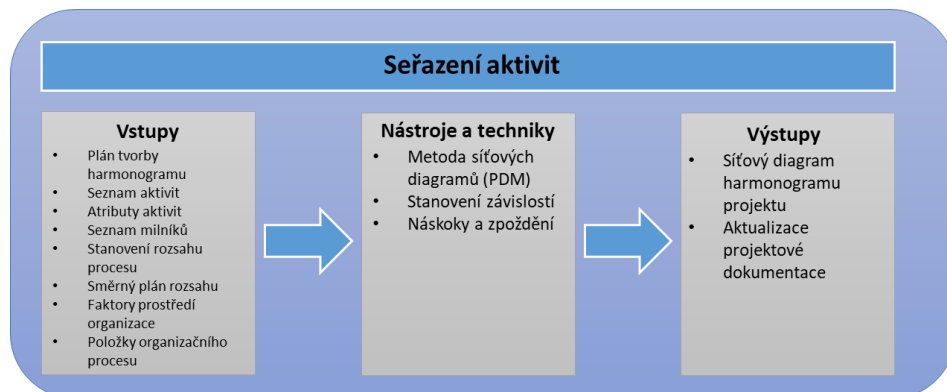 Seřazení aktivit
Vstupy
• Plán tvorby
harmonogramu
• Seznam aktivit
• Atributy aktivit
• Seznam milníků
• Stanovení rozsahu
procesu
• Směrný plán rozsahu
• Faktory prostředí
organizace
• Položky organizačního
procesu
Nástroje a techniky
• Metoda síťových
diagramů (PDM)
• Stanovení závislostí
• Náskoky a zpoždění
Výstupy
• Síťový diagram
harmonogramu
projektu
• Aktualizace
projektové
dokumentace